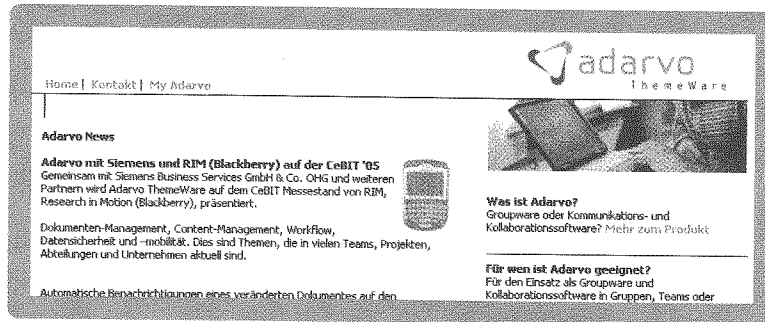 adarvo
ThemeWare
Home | Kontakt | My Adarvo
Adarvo News
Adarvo mit Siemens und RIM (Blackberry) auf der CeBIT '05
Gemeinsam mit Siemens Business Services GmbH & Co. OHG und weiteren
Partnern wird Adarvo ThemeWare auf dem CeBIT Messestand von RIM,
Research in Motion (Blackberry), präsentiert.
Dokumenten-Management, Content-Management, Workflow,
Datensicherheit und –mobilität. Dies sind Themen, die in vielen Teams, Projekten,
Abteilungen und Unternehmen aktuell sind.
Automatische Benachrichtigungen eines veränderten Dokumentes auf den
Was ist Adarvo?
Groupware oder Kommunikations- und
Kollaborationssoftware? Mehr zum Produkt
Für wen ist Adarvo geeignet?
Für den Einsatz als Groupware und
Kollaborationssoftware in Gruppen, Teams oder